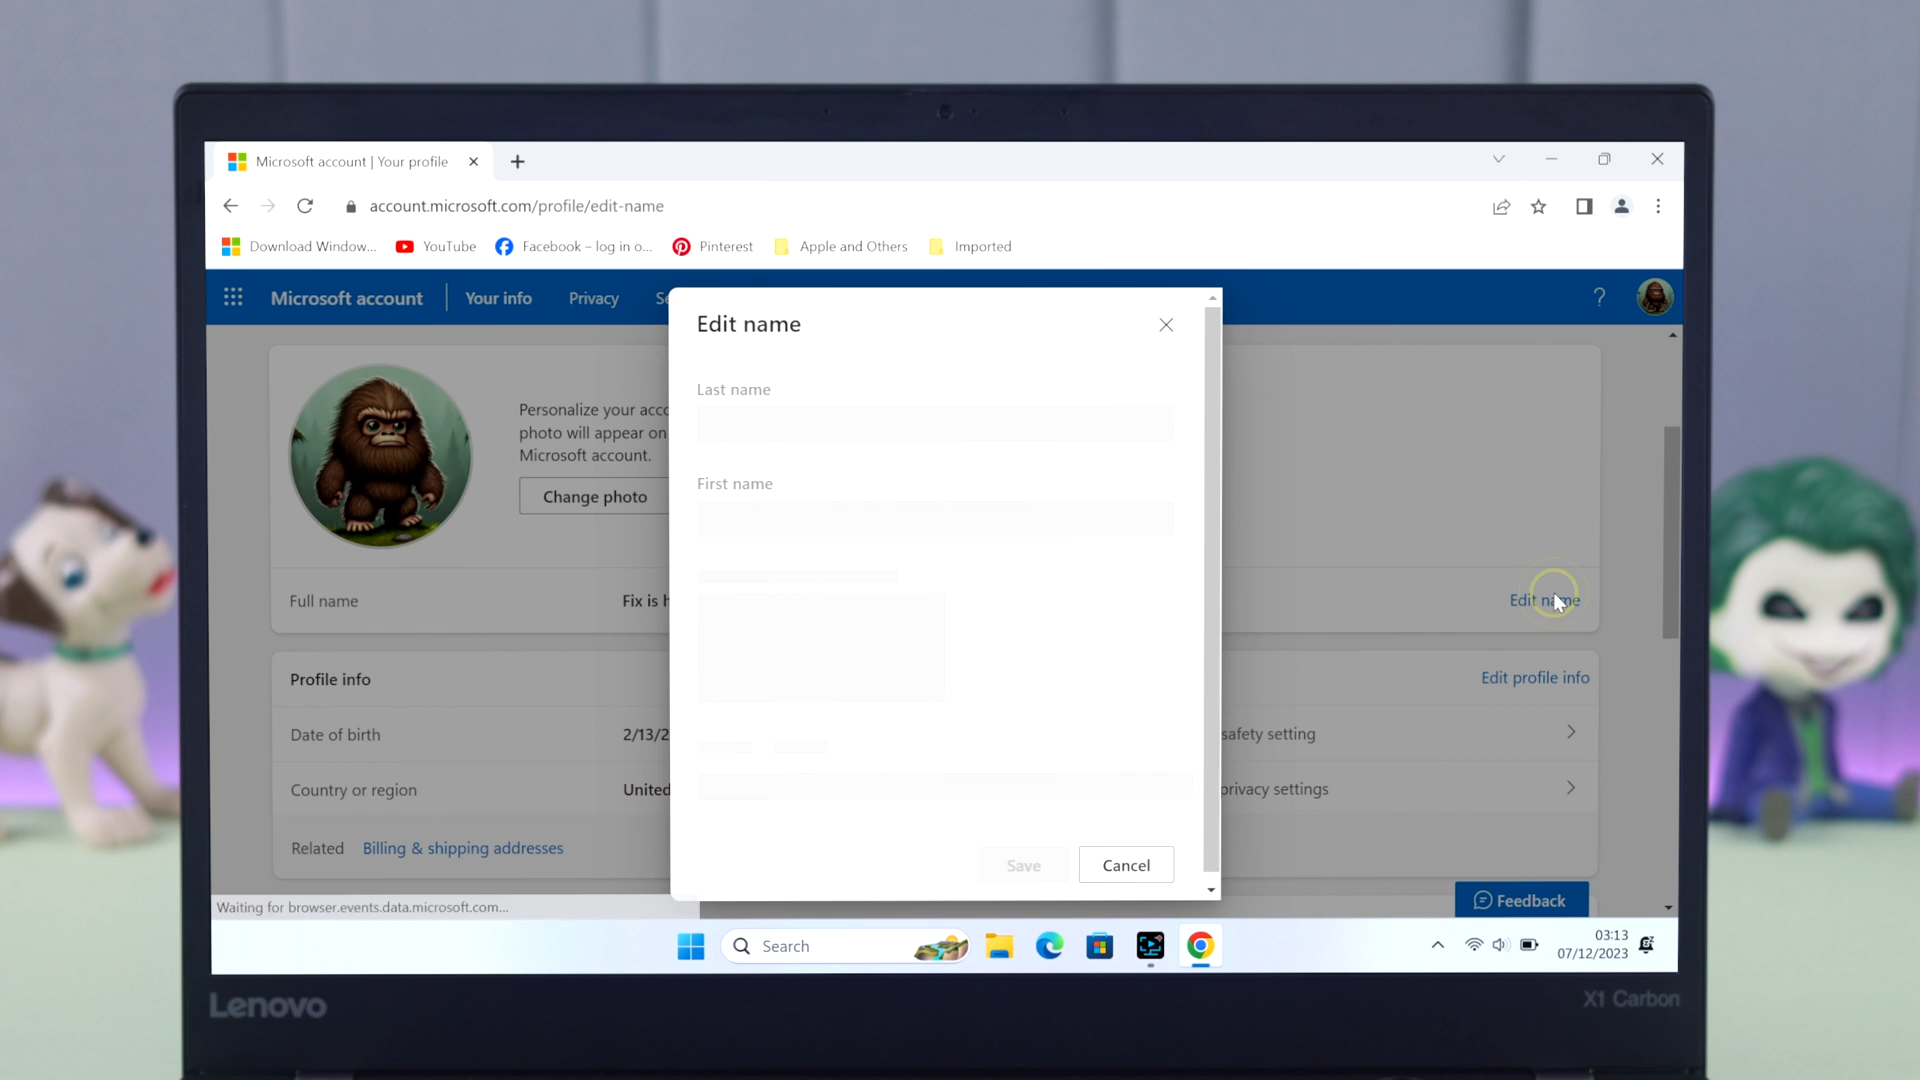 Microsoft account | Your profile
account.microsoft.com/profile/edit-name
Download Window...
YouTube
Facebook – log in o...
Pinterest
Apple and Others
Imported
Microsoft account
Your info
Privacy
Se
?
Edit name
Last name
First name
Save
Cancel
Personalize your acco
photo will appear on
Microsoft account.
Change photo
Full name
Fix is h
Edit name
Profile info
Edit profile info
Date of birth
2/13/2
safety setting
Country or region
United
privacy settings
Related
Billing & shipping addresses
Feedback
Waiting for browser.events.data.microsoft.com...
Search
03:13
07/12/2023
Lenovo
X1 Carbon